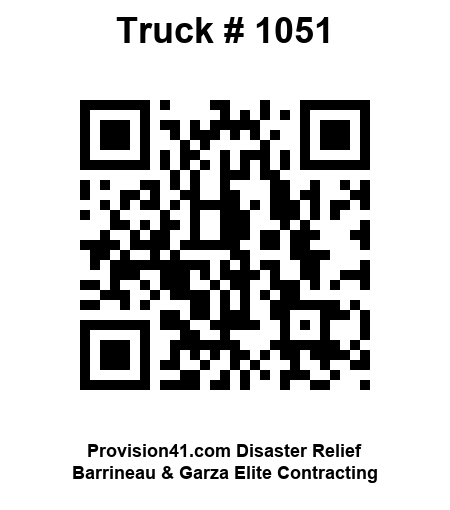 Truck # 1051
Provision41.com Disaster Relief
Barrineau & Garza Elite Contracting